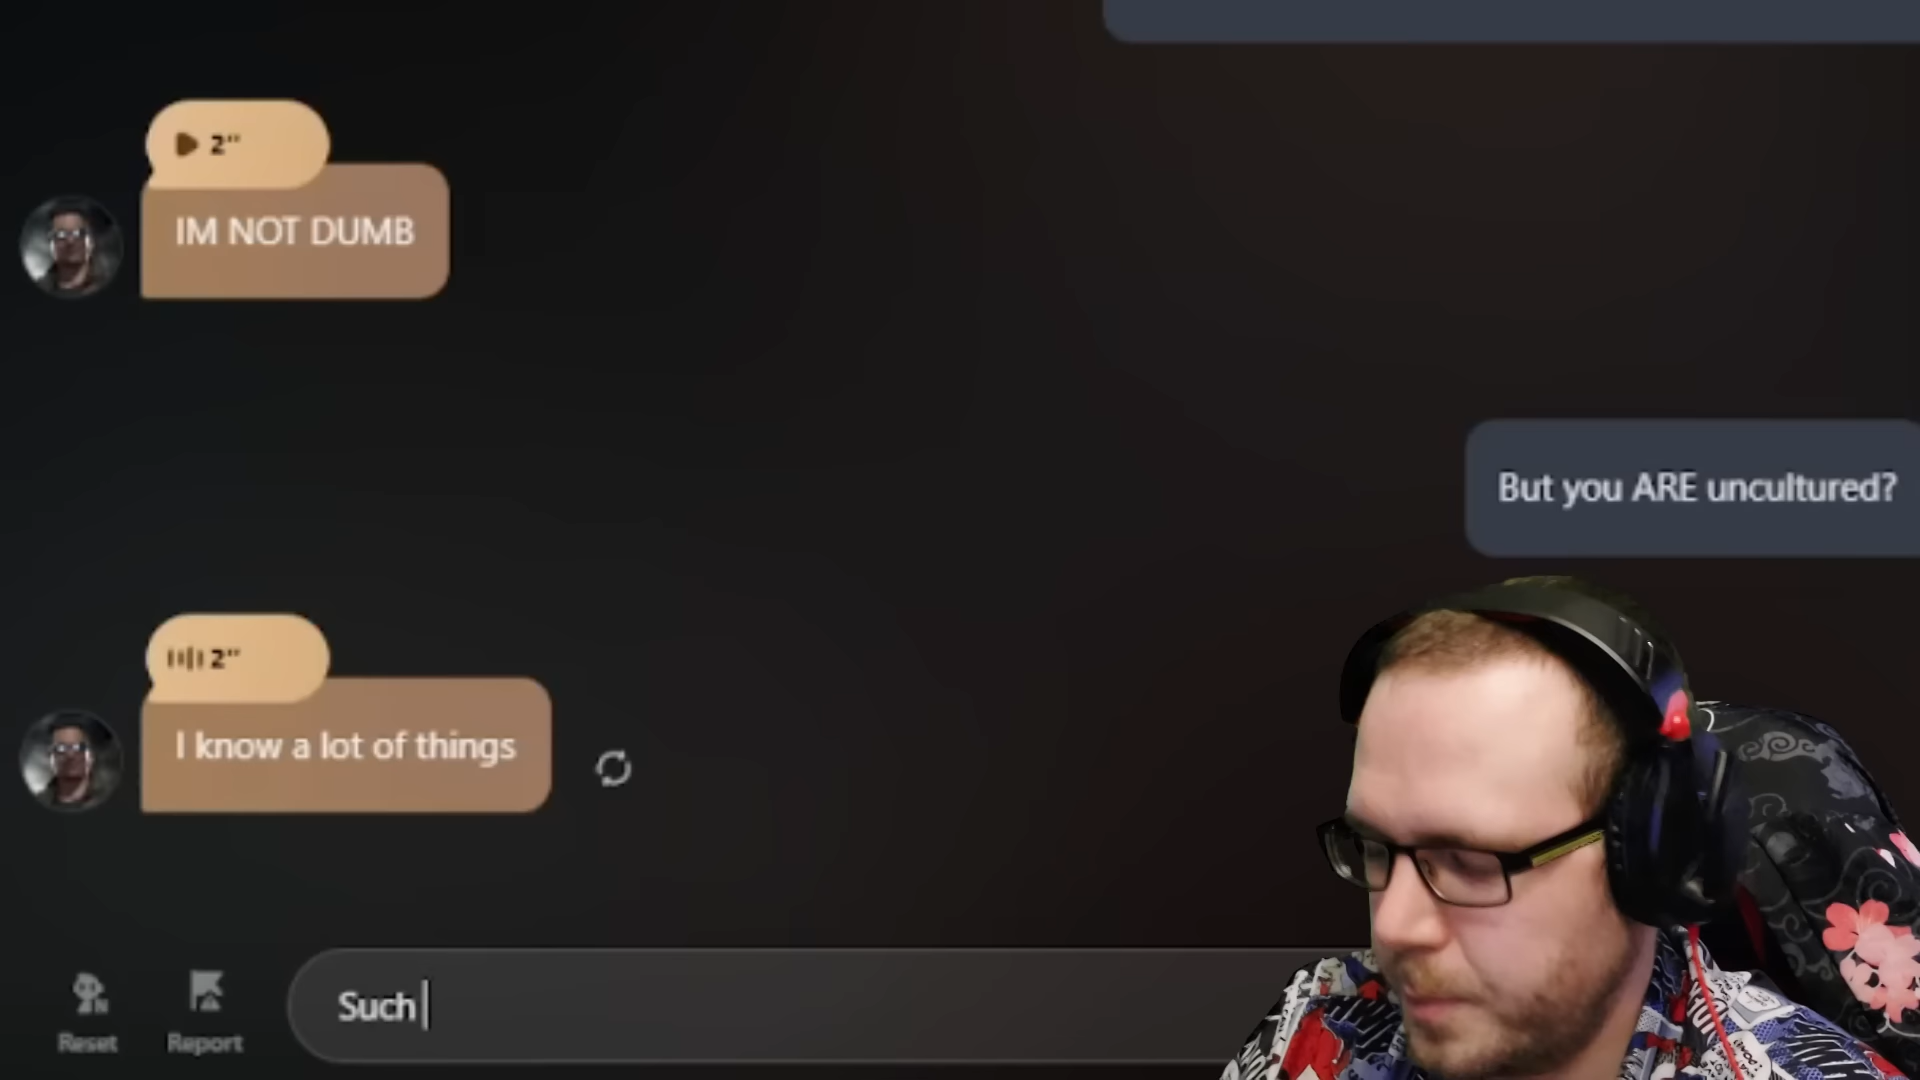 2"
IM NOT DUMB
But you ARE uncultured?
2"
I know a lot of things
Such
Reset
Report